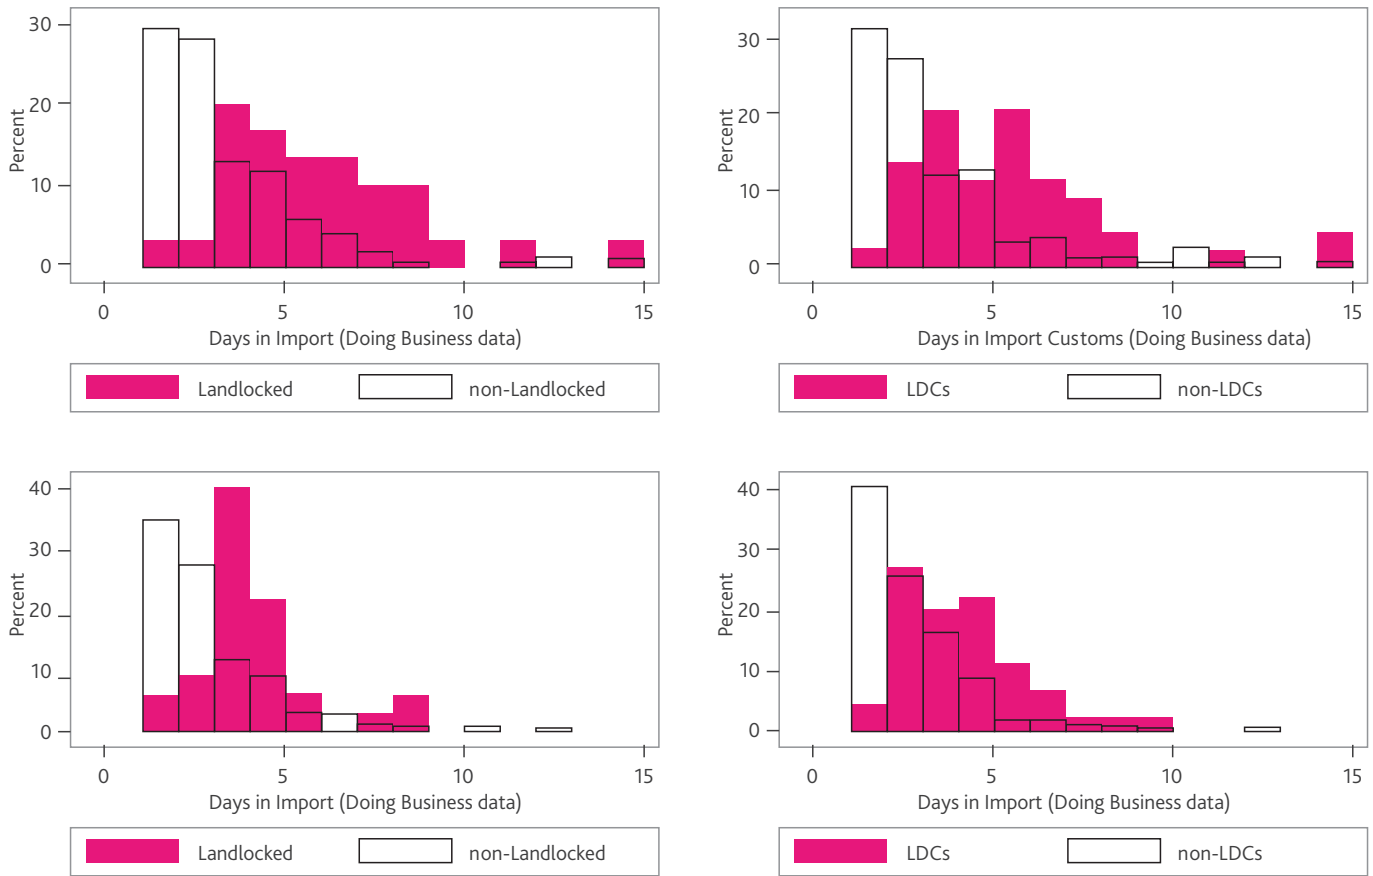 30
20
10
0
Percent
0 5 10 15
Days in Import (Doing Business data)
Landlocked non-Landlocked
30
20
10
0
Percent
0 5 10 15
Days in Import Customs (Doing Business data)
LDCs non-LDCs
40
30
20
10
0
Percent
0 5 10 15
Days in Import (Doing Business data)
Landlocked non-Landlocked
40
30
20
10
0
Percent
0 5 10 15
Days in Import (Doing Business data)
LDCs non-LDCs